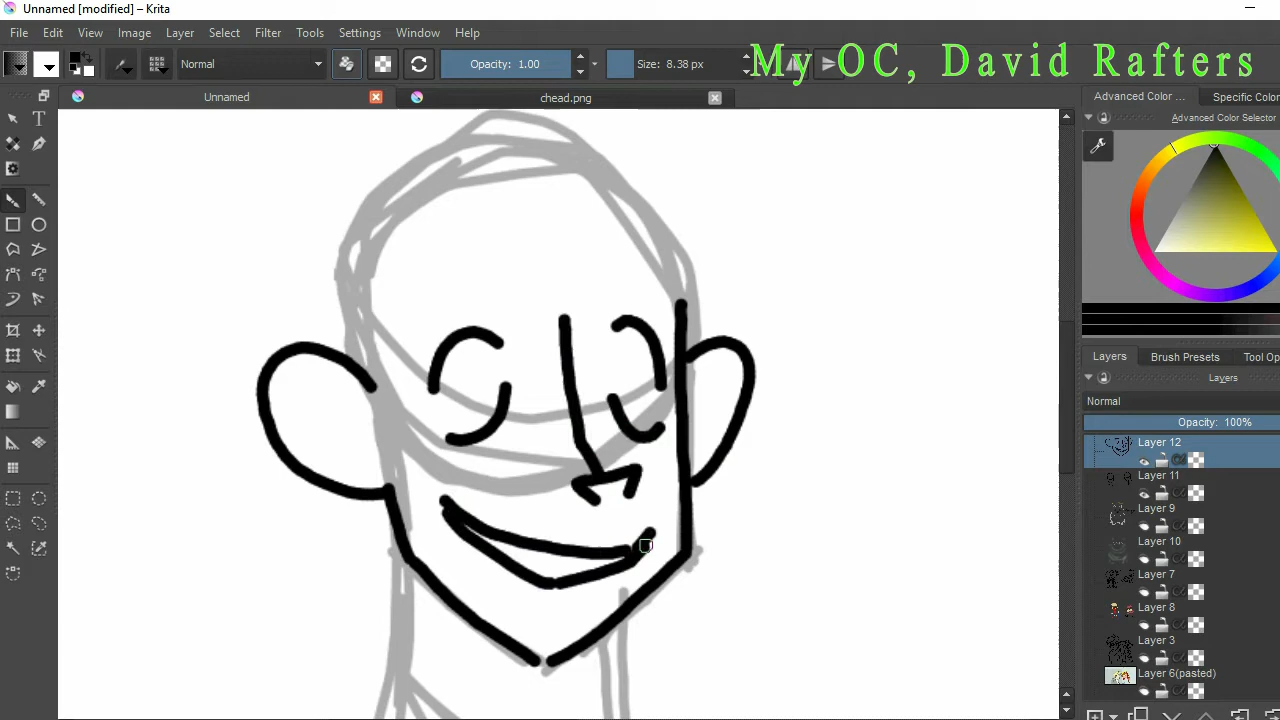 Unnamed [modified] – Krita
File Edit View Image Layer Select Filter Tools Settings Window Help
Normal Opacity: 1.00 Size: 8.38 px
My OC, David Rafters
Unnamed chead.png
Advanced Color ... Specific Color
Advanced Color Selector
Layers Brush Presets Tool Op
Layers
Normal
Opacity: 100%
Layer 12
Layer 11
Layer 9
Layer 10
Layer 7
Layer 8
Layer 3
Layer 6(pasted)